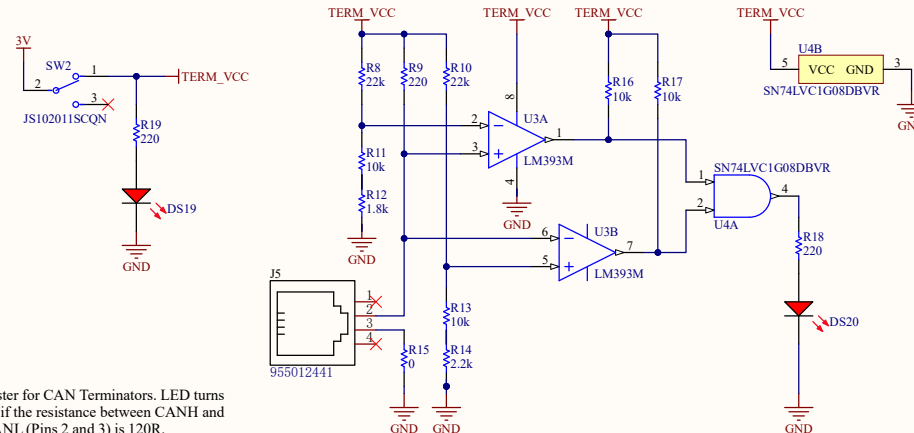 TERM_VCC
TERM_VCC
TERM_VCC
TERM_VCC
3V
SW2
1
2
3
TERM_VCC
JS102011SCQN
R19
220
DS19
GND
R8
22k
R9
220
R10
22k
R11
10k
R12
1.8k
GND
8
2
3
1
4
U3A
LM393M
GND
R16
10k
R17
10k
U4B
5
VCC GND
3
SN74LVC1G08DBVR
GND
SN74LVC1G08DBVR
1
2
4
U4A
6
5
7
U3B
LM393M
R18
220
DS20
GND
J5
1
2
3
4
955012441
R13
10k
R14
2.2k
R15
0
GND
GND
ster for CAN Terminators. LED turns
if the resistance between CANH and
ANL (Pins 2 and 3) is 120R.